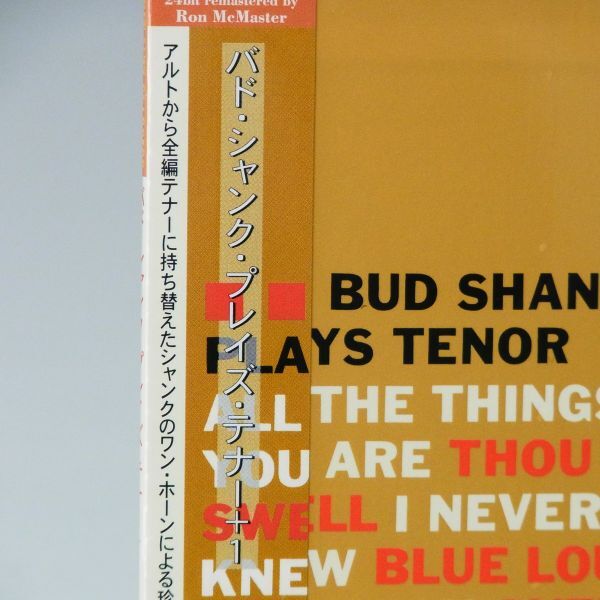 24bit remastered by
Ron McMaster
バド・シャンク・プレイズ・テナー+1
アルトから全編テナーに持ち替えたシャンクのワン・ホーンによる珍
BUD SHAN
PLAYS TENOR
ALL THE THINGS
YOU ARE THOU
SWELL I NEVER
KNEW BLUE LOU